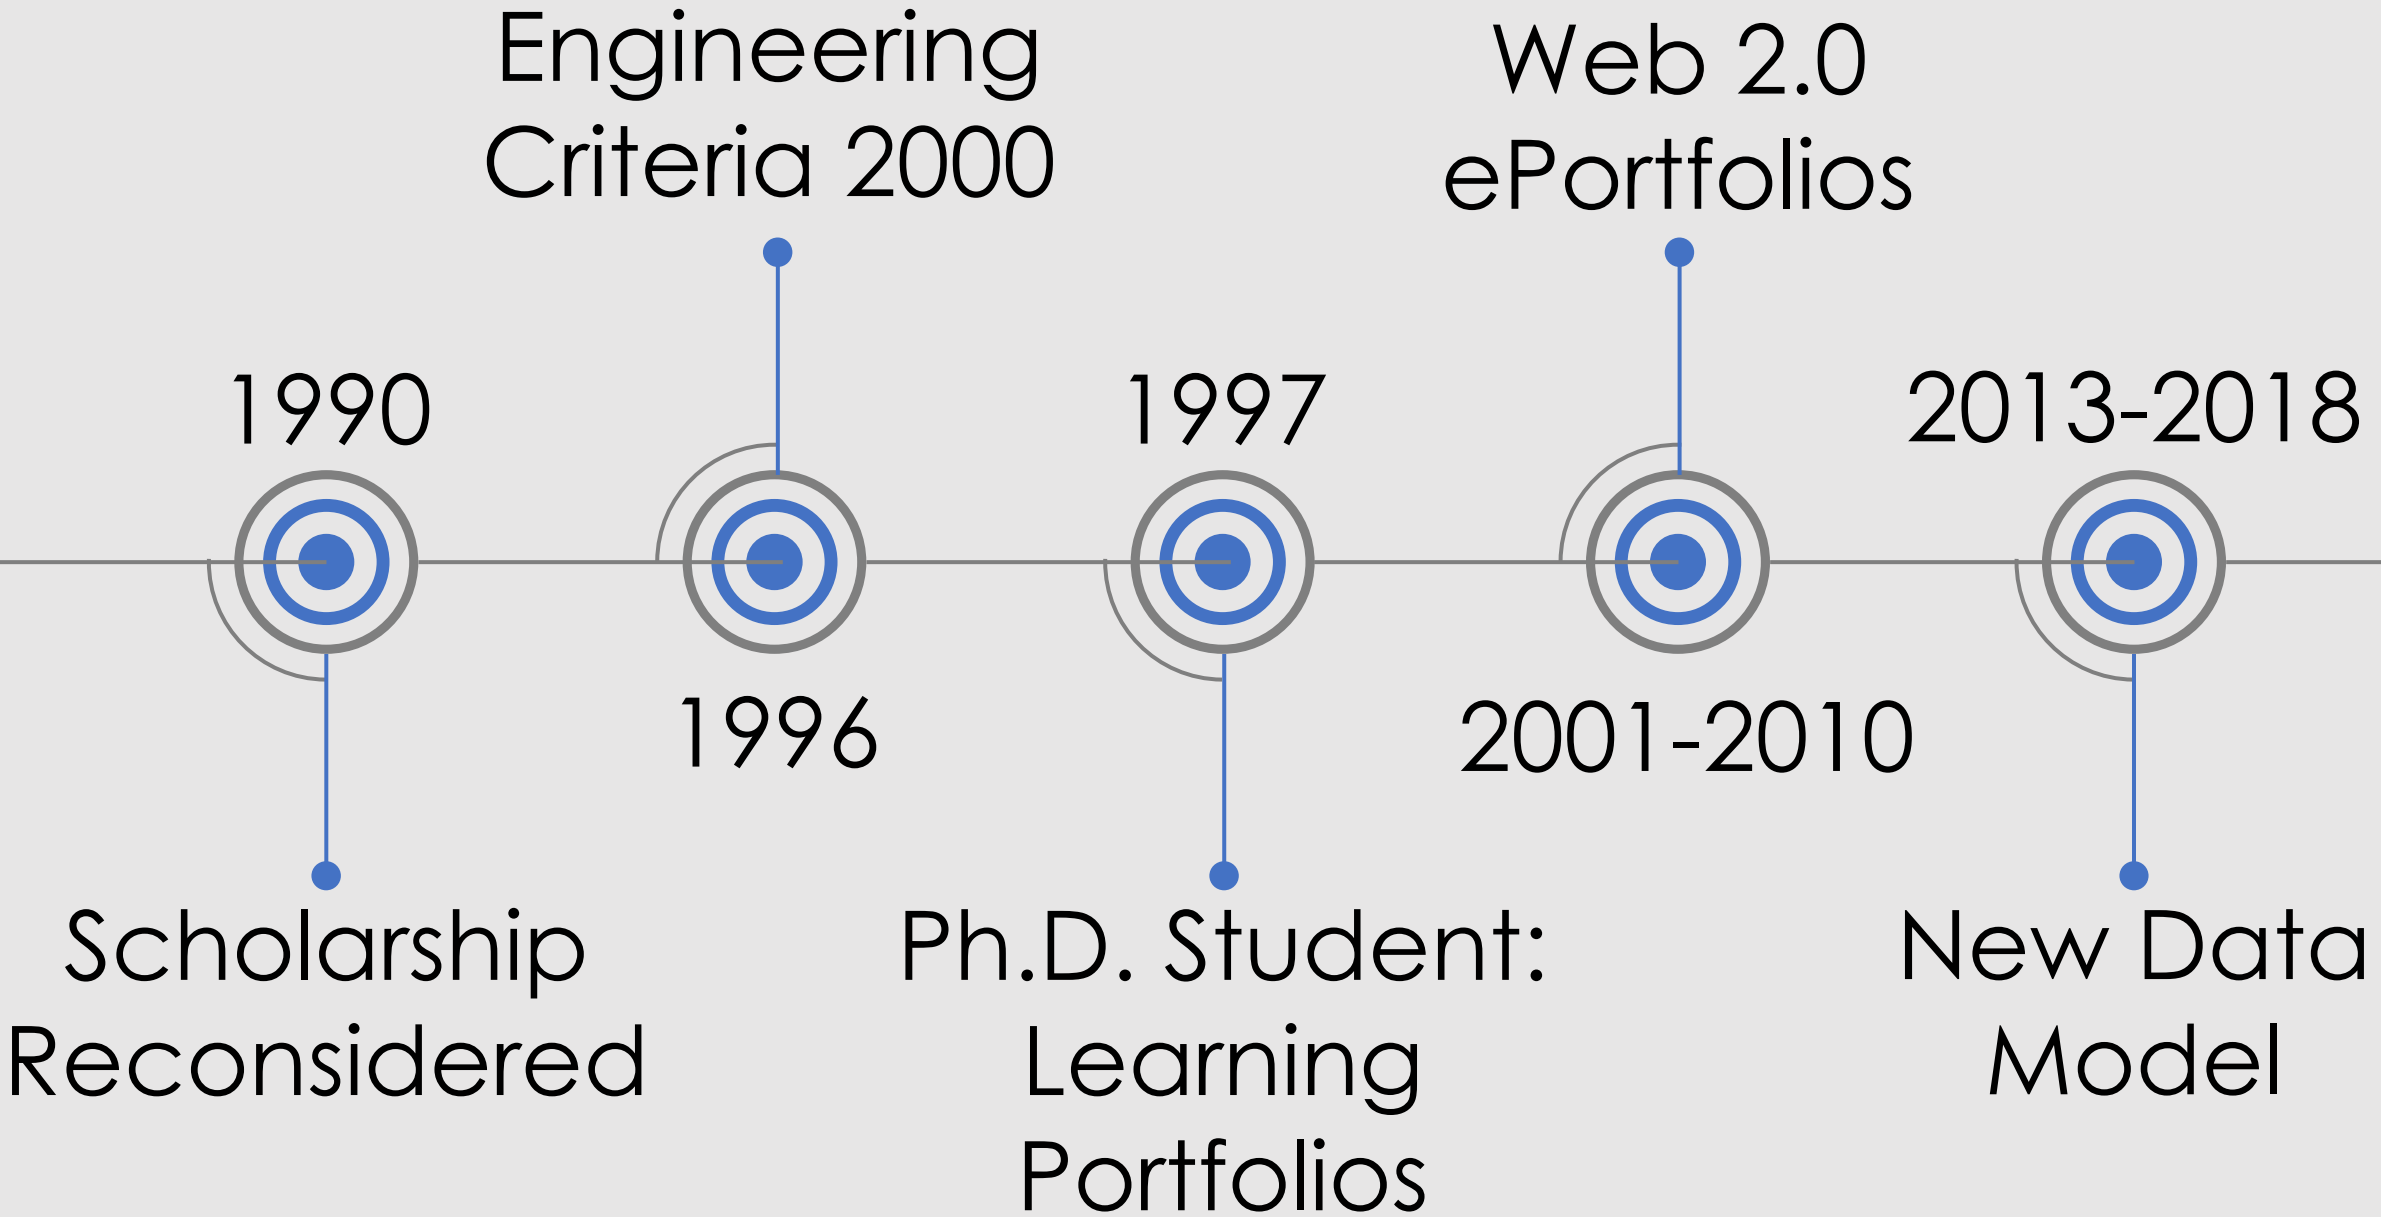 1990
Scholarship
Reconsidered
Engineering
Criteria 2000
1996
1997
Ph.D. Student:
Learning
Portfolios
Web 2.0
ePortfolios
2001-2010
2013-2018
New Data
Model